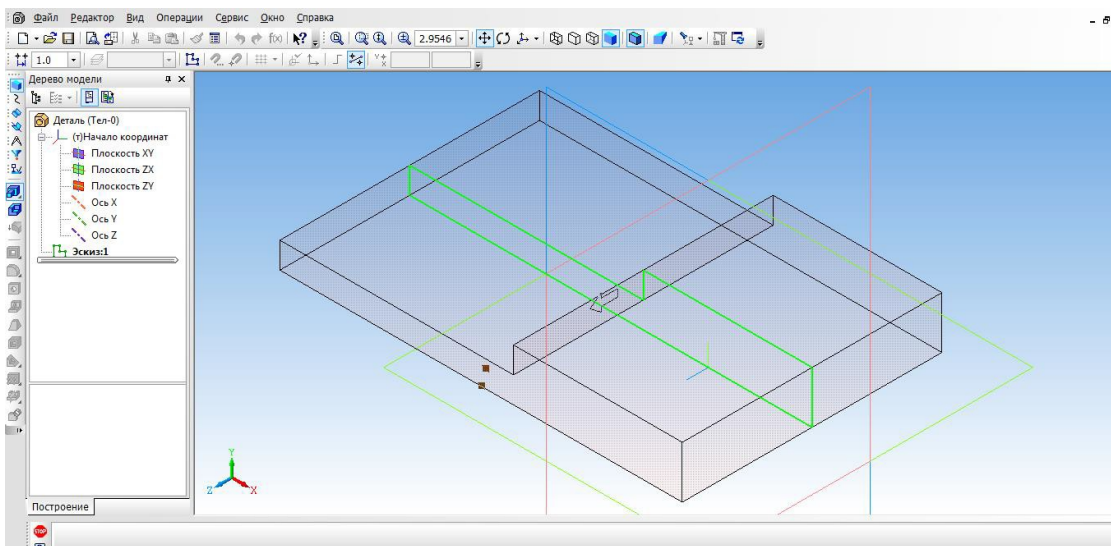 Файл Редактор Вид Операции Сервис Окно Справка
f(x) 2.9546
1.0
Дерево модели
Деталь (Тел-0)
(т)Начало координат
Плоскость XY
Плоскость ZX
Плоскость ZY
Ось X
Ось Y
Ось Z
Эскиз:1
Y
Z X
Построение
STOP